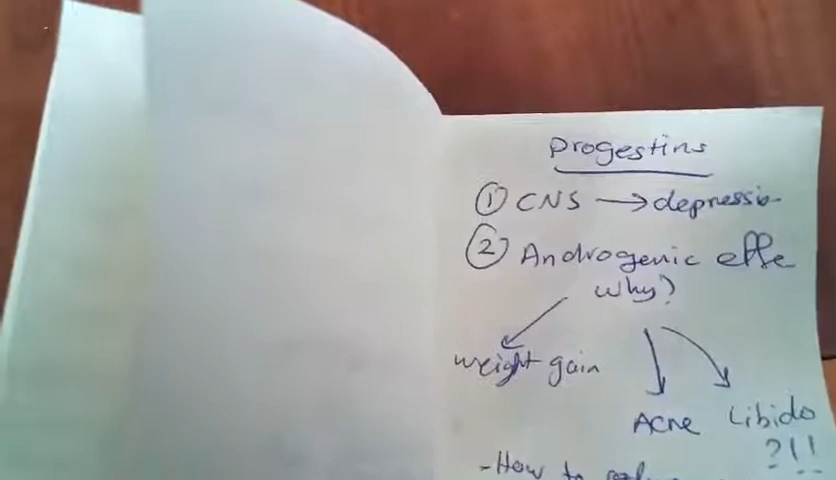 Progestins
① CNS → depressio
② Androgenic effe
why?
weight gain
Acne Libido
?!!
- How to